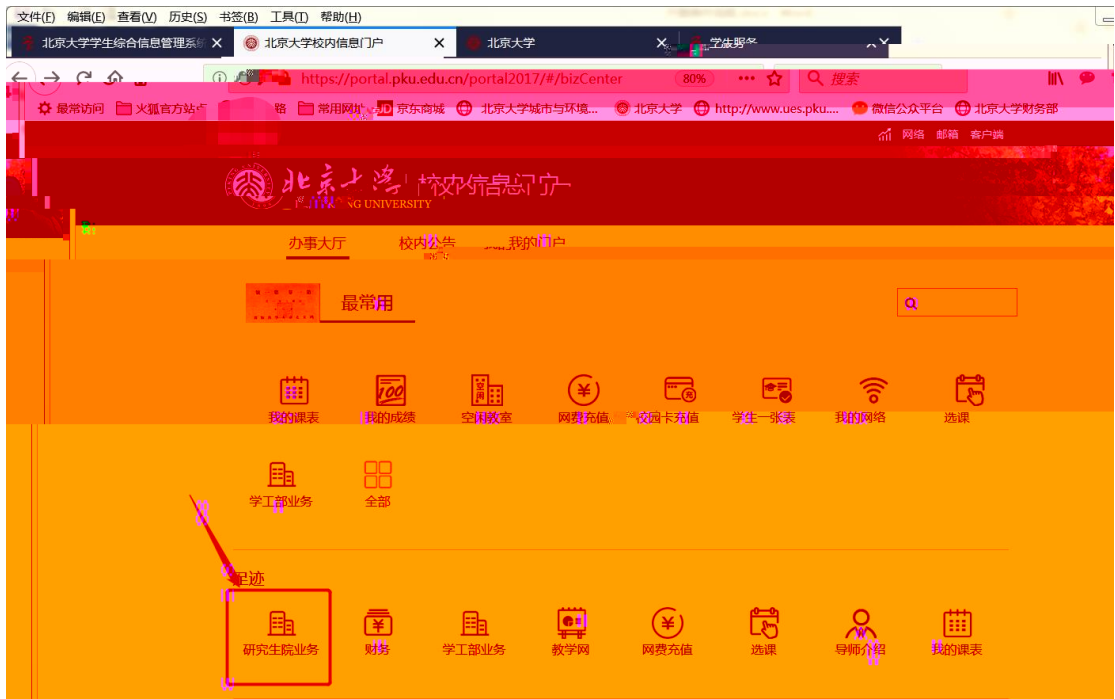 文件(F) 编辑(E) 查看(V) 历史(S) 书签(B) 工具(T) 帮助(H)
北京大学学生综合信息管理系统 × 北京大学校内信息门户 × 北京大学 × 学生服务 ×
https://portal.pku.edu.cn/portal2017/#/bizCenter 80% 搜索
最常访问 火狐官方站点 常用网址 JD 京东商城 北京大学城市与环境... 北京大学 http://www.ues.pku.... 微信公众平台 北京大学财务部
网络 邮箱 客户端
北京大学 校内信息门户
UNIVERSITY
办事大厅 校内公告 我的门户
最常用
我的课表 我的成绩 空闲教室 网费充值 校园卡充值 学生一张表 我的网络 选课
学工部业务 全部
足迹
研究生院业务 财务 学工部业务 教学网 网费充值 选课 导师介绍 我的课表